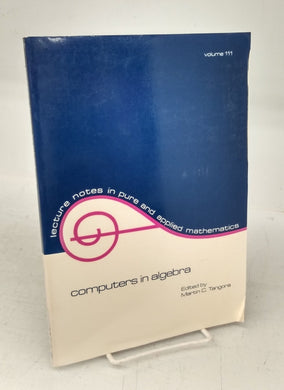 volume 111
lecture notes in pure and applied mathematics
computers in algebra
Edited by
Martin C. Tangora